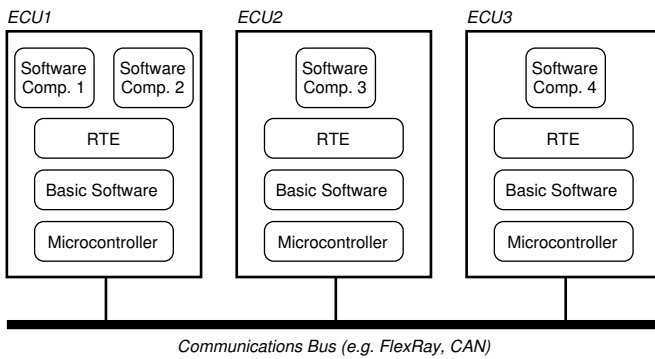 ECU1 ECU2 ECU3
Software Comp. 1 Software Comp. 2 Software Comp. 3 Software Comp. 4
RTE RTE RTE
Basic Software Basic Software Basic Software
Microcontroller Microcontroller Microcontroller
Communications Bus (e.g. FlexRay, CAN)